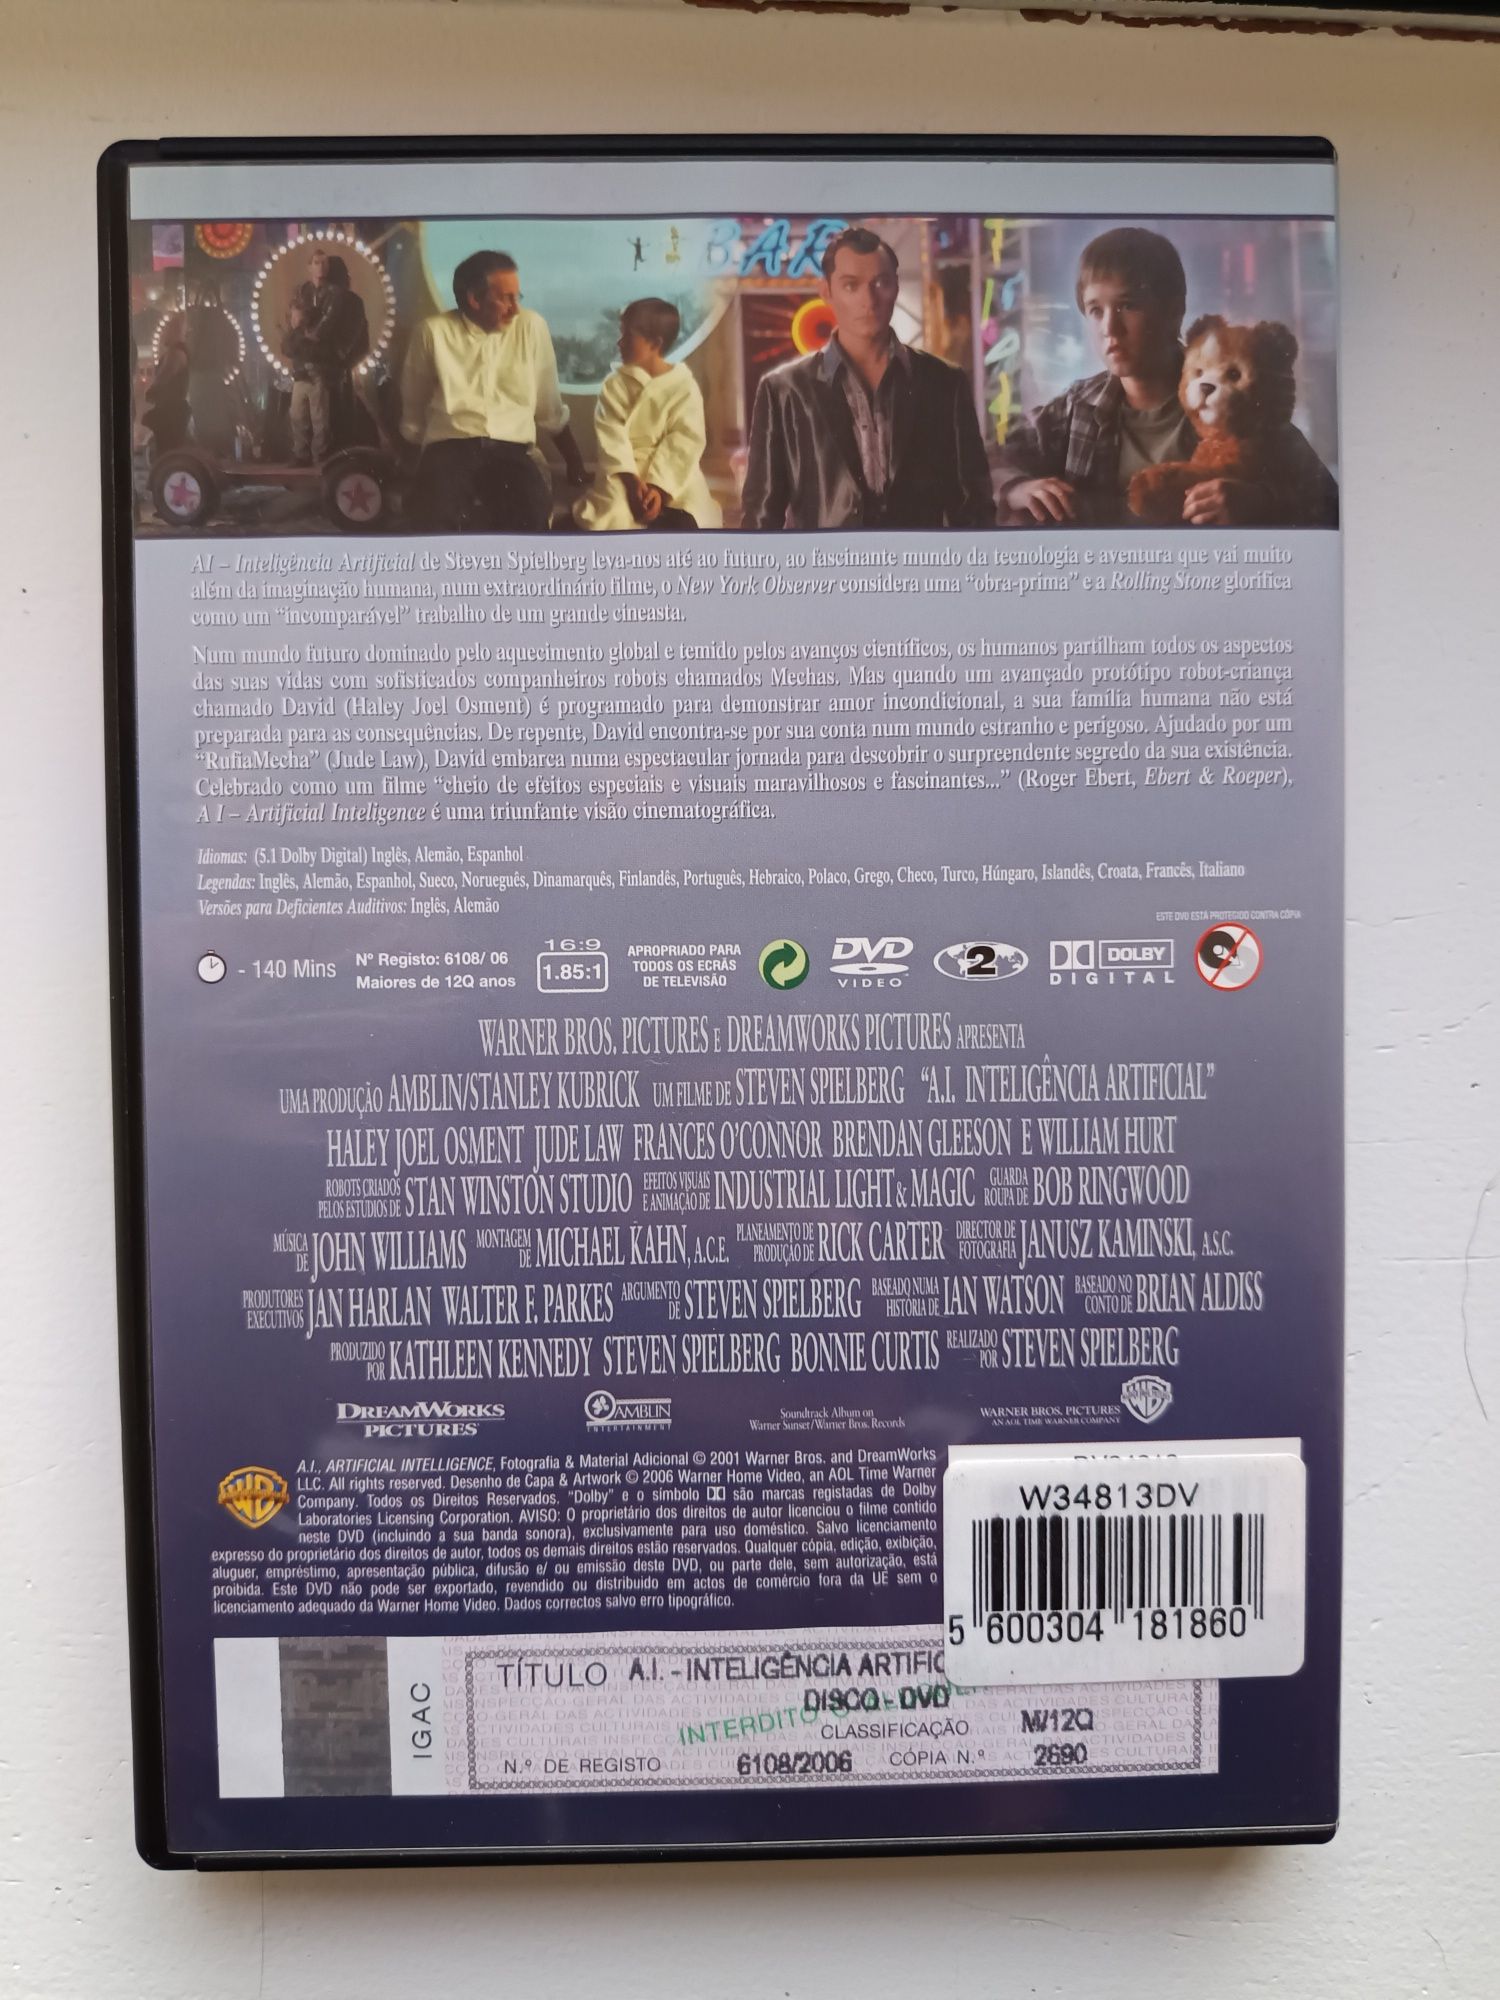 BAR
AI – Inteligência Artificial de Steven Spielberg leva-nos até ao futuro, ao fascinante mundo da tecnologia e aventura que vai muito
além da imaginação humana, num extraordinário filme, o New York Observer considera uma “obra-prima” e a Rolling Stone glorifica
como um “incomparável” trabalho de um grande cineasta.
Num mundo futuro dominado pelo aquecimento global e temido pelos avanços científicos, os humanos partilham todos os aspectos
das suas vidas com sofisticados companheiros robots chamados Mechas. Mas quando um avançado protótipo robot-criança
chamado David (Haley Joel Osment) é programado para demonstrar amor incondicional, a sua família humana não está
preparada para as consequências. De repente, David encontra-se por sua conta num mundo estranho e perigoso. Ajudado por um
“RufiaMecha” (Jude Law), David embarca numa espectacular jornada para descobrir o surpreendente segredo da sua existência.
Celebrado como um filme “cheio de efeitos especiais e visuais maravilhosos e fascinantes...” (Roger Ebert, Ebert & Roeper),
A I – Artificial Inteligence é uma triunfante visão cinematográfica.
Idiomas: (5.1 Dolby Digital) Inglês, Alemão, Espanhol
Legendas: Inglês, Alemão, Espanhol, Sueco, Norueguês, Dinamarquês, Finlandês, Português, Hebraico, Polaco, Grego, Checo, Turco, Húngaro, Islandês, Croata, Francês, Italiano
Versões para Deficientes Auditivos: Inglês, Alemão
ESTE DVD ESTÁ PROTEGIDO CONTRA CÓPIA
- 140 Mins
Nº Registo: 6108/ 06
Maiores de 12Q anos
16:9
1.85:1
APROPRIADO PARA
TODOS OS ECRÃS
DE TELEVISÃO
DVD
VIDEO
2
DOLBY
DIGITAL
WARNER BROS. PICTURES E DREAMWORKS PICTURES APRESENTA
UMA PRODUÇÃO AMBLIN/STANLEY KUBRICK UM FILME DE STEVEN SPIELBERG “A.I. INTELIGÊNCIA ARTIFICIAL”
HALEY JOEL OSMENT JUDE LAW FRANCES O'CONNOR BRENDAN GLEESON E WILLIAM HURT
ROBOTS CRIADOS PELOS ESTUDIOS DE STAN WINSTON STUDIO EFEITOS VISUAIS E ANIMAÇÃO DE INDUSTRIAL LIGHT & MAGIC GUARDA ROUPA DE BOB RINGWOOD
MÚSICA DE JOHN WILLIAMS MONTAGEM DE MICHAEL KAHN, A.C.E. PLANEAMENTO DE PRODUÇÃO DE RICK CARTER DIRECTOR DE FOTOGRAFIA JANUSZ KAMINSKI, A.S.C.
PRODUTORES EXECUTIVOS JAN HARLAN WALTER F. PARKES ARGUMENTO DE STEVEN SPIELBERG BASEADO NUMA HISTÓRIA DE IAN WATSON BASEADO NO CONTO DE BRIAN ALDISS
PRODUZIDO POR KATHLEEN KENNEDY STEVEN SPIELBERG BONNIE CURTIS REALIZADO POR STEVEN SPIELBERG
DREAMWORKS
PICTURES
AMBLIN
ENTERTAINMENT
Soundtrack Album on
Warner Sunset/Warner Bros. Records
WARNER BROS. PICTURES
AN AOL TIME WARNER COMPANY
A.I., ARTIFICIAL INTELLIGENCE, Fotografia & Material Adicional © 2001 Warner Bros. and DreamWorks
LLC. All rights reserved. Desenho de Capa & Artwork © 2006 Warner Home Video, an AOL Time Warner
Company. Todos os Direitos Reservados. "Dolby" e o símbolo são marcas registadas de Dolby
Laboratories Licensing Corporation. AVISO: O proprietário dos direitos de autor licenciou o filme contido
neste DVD (incluindo a sua banda sonora), exclusivamente para uso doméstico. Salvo licenciamento
expresso do proprietário dos direitos de autor, todos os demais direitos estão reservados. Qualquer cópia, edição, exibição,
aluguer, empréstimo, apresentação pública, difusão e/ ou emissão deste DVD, ou parte dele, sem autorização, está
proibida. Este DVD não pode ser exportado, revendido ou distribuido em actos de comércio fora da UE sem o
licenciamento adequado da Warner Home Video. Dados correctos salvo erro tipográfico.
W34813DV
5 600304 181860
IGAC
TÍTULO A.I. - INTELIGÊNCIA ARTIFIC
DISCO - DVD
INTERDITO O
CLASSIFICAÇÃO M/12Q
N.º DE REGISTO 6108/2006 CÓPIA N.º 2690